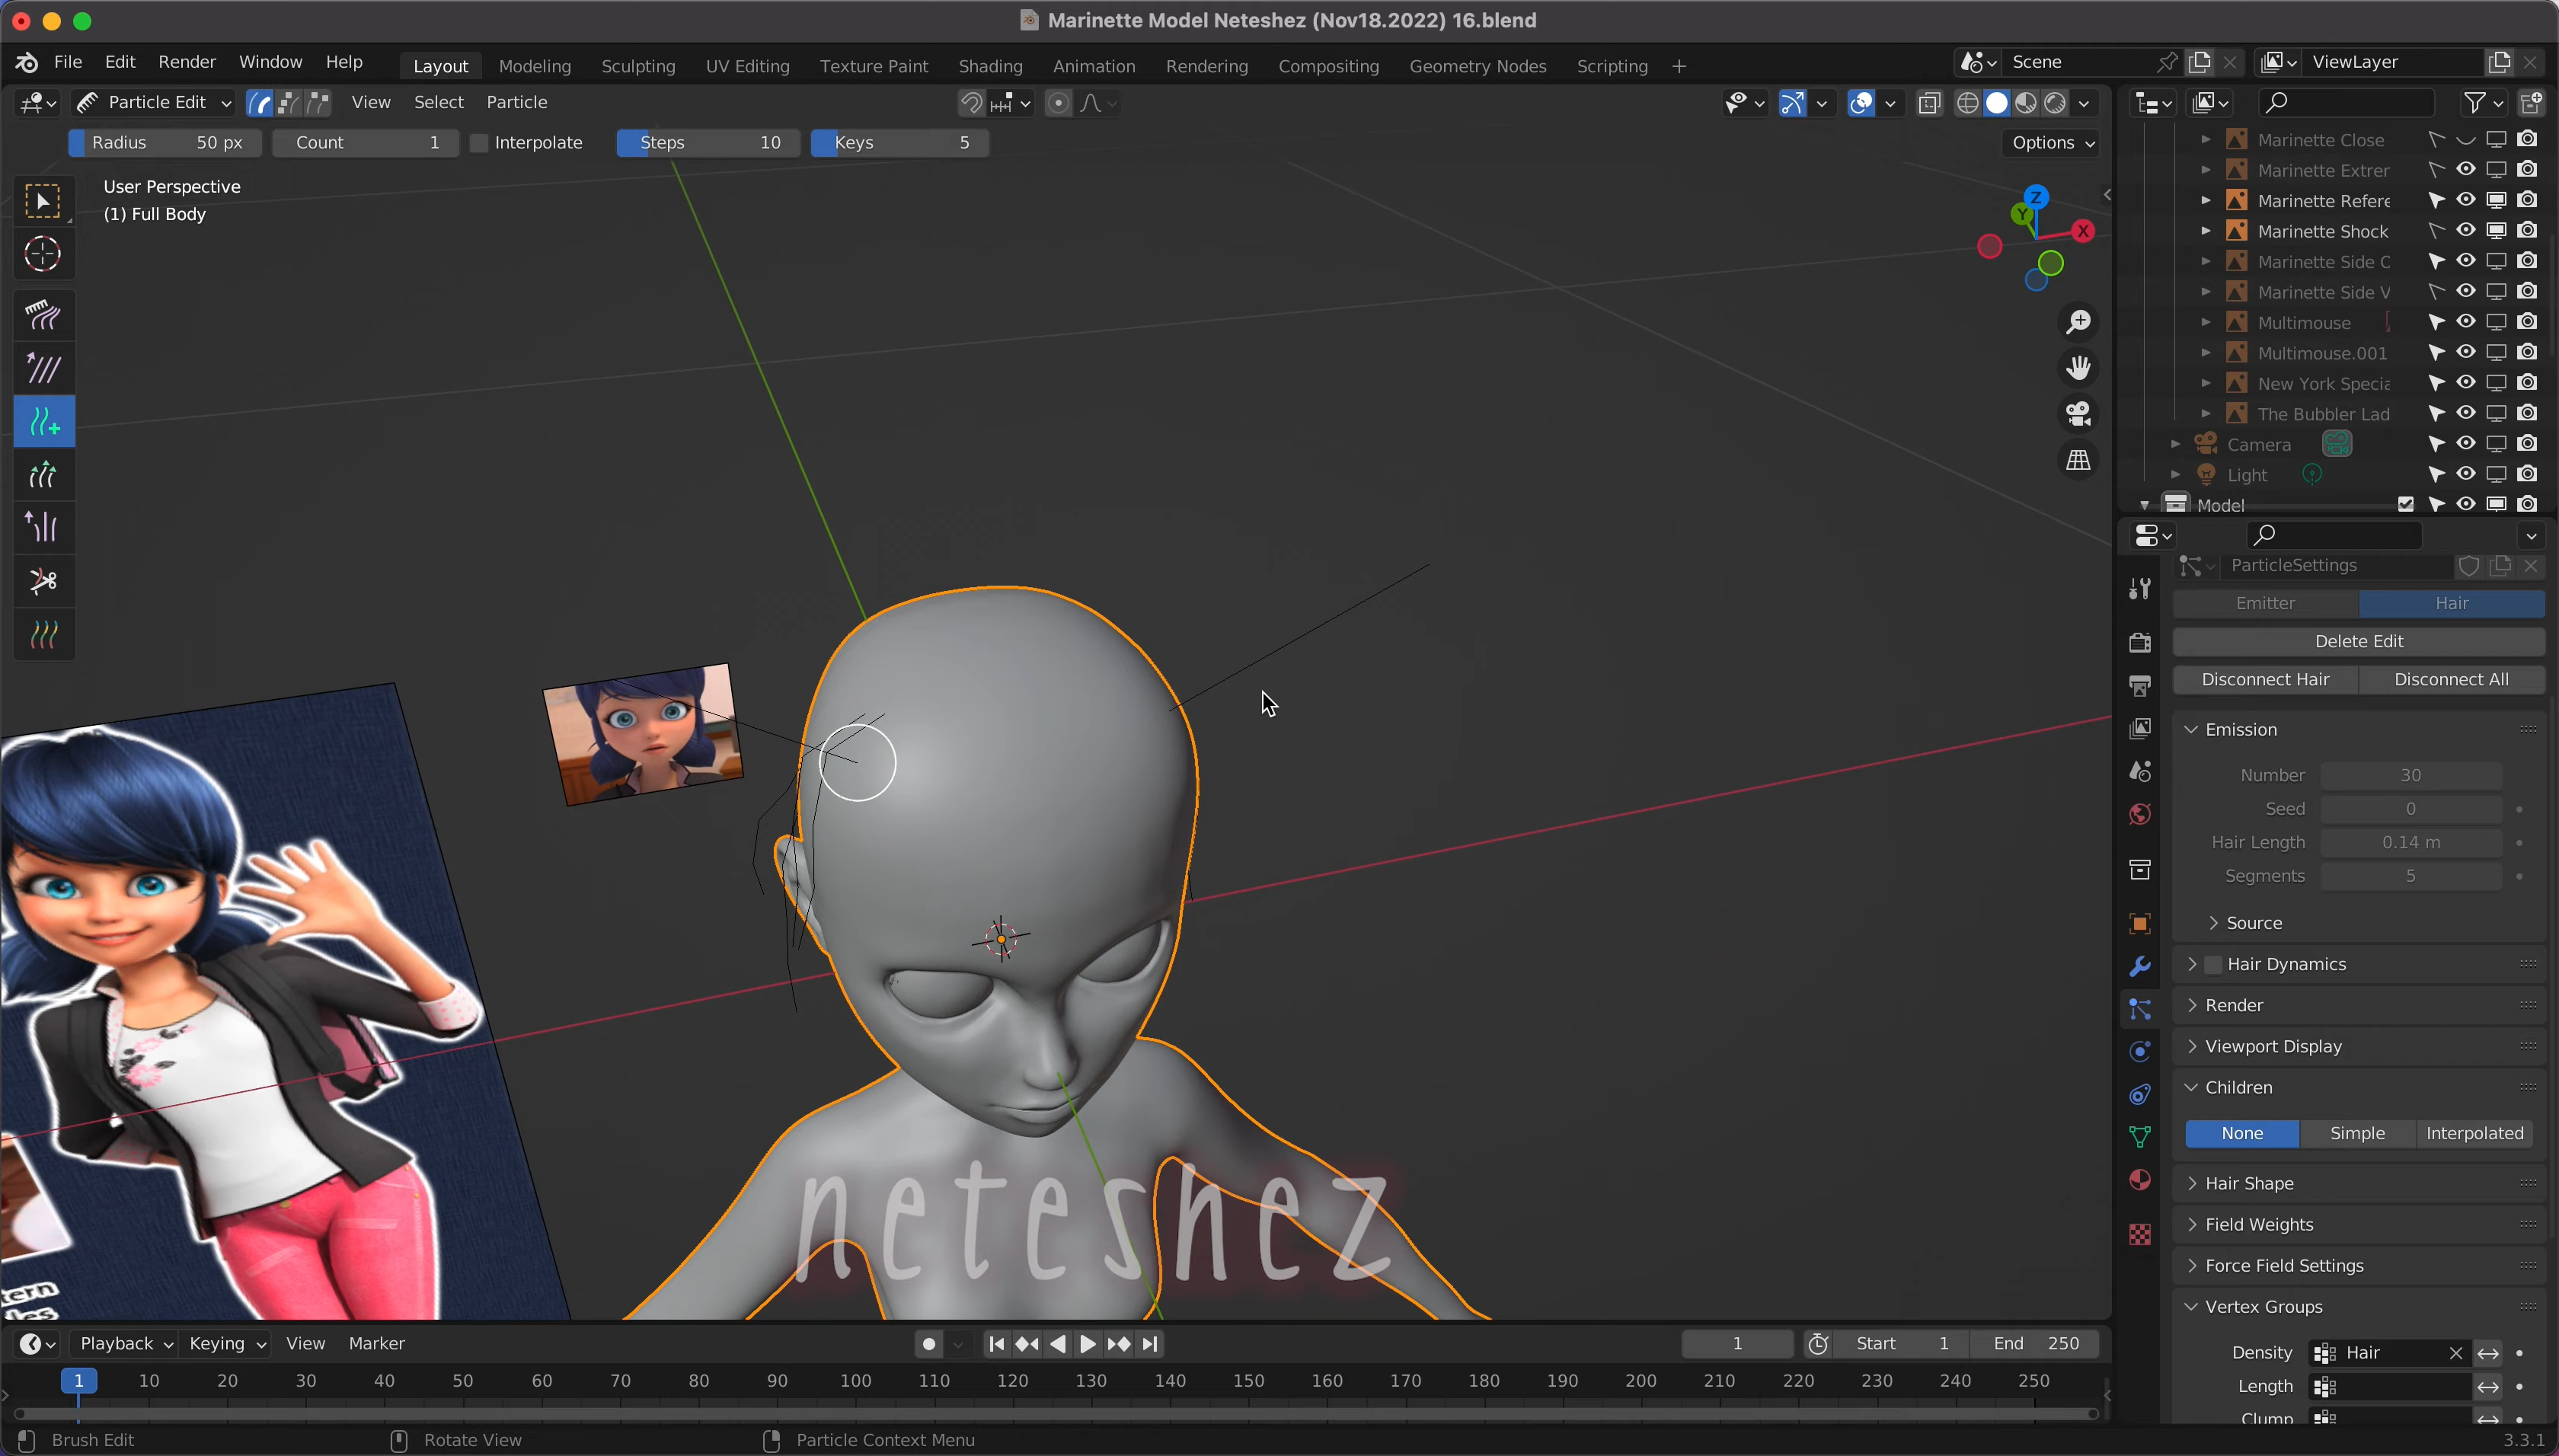 Marinette Model Neteshez (Nov18.2022) 16.blend
File Edit Render Window Help Layout Modeling Sculpting UV Editing Texture Paint Shading Animation Rendering Compositing Geometry Nodes Scripting + Scene ViewLayer
Particle Edit View Select Particle
Radius 50 px Count 1 Interpolate Steps 10 Keys 5 Options
User Perspective
(1) Full Body
Z
Y
X
Marinette Close
Marinette Extrer
Marinette Refere
Marinette Shock
Marinette Side C
Marinette Side V
Multimouse
Multimouse.001
New York Specia
The Bubbler Lad
Camera
Light
Model
ParticleSettings
Emitter Hair
Delete Edit
Disconnect Hair Disconnect All
Emission
Number 30
Seed 0
Hair Length 0.14 m
Segments 5
Source
Hair Dynamics
Render
Viewport Display
Children
None Simple Interpolated
Hair Shape
Field Weights
Force Field Settings
Vertex Groups
Density Hair
Length
Clump
neteshez
Playback Keying View Marker 1 Start 1 End 250
1 10 20 30 40 50 60 70 80 90 100 110 120 130 140 150 160 170 180 190 200 210 220 230 240 250
Brush Edit Rotate View Particle Context Menu 3.3.1